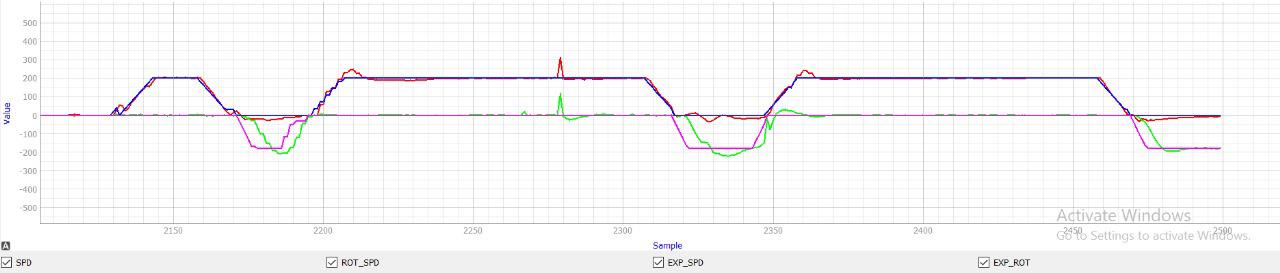 500
400
300
200
100
0
-100
-200
-300
-400
-500
Value
2150 2200 2250 2300 2350 2400 2450 2500
Sample
Activate Windows
Go to Settings to activate Windows.
A
SPD ROT_SPD EXP_SPD EXP_ROT